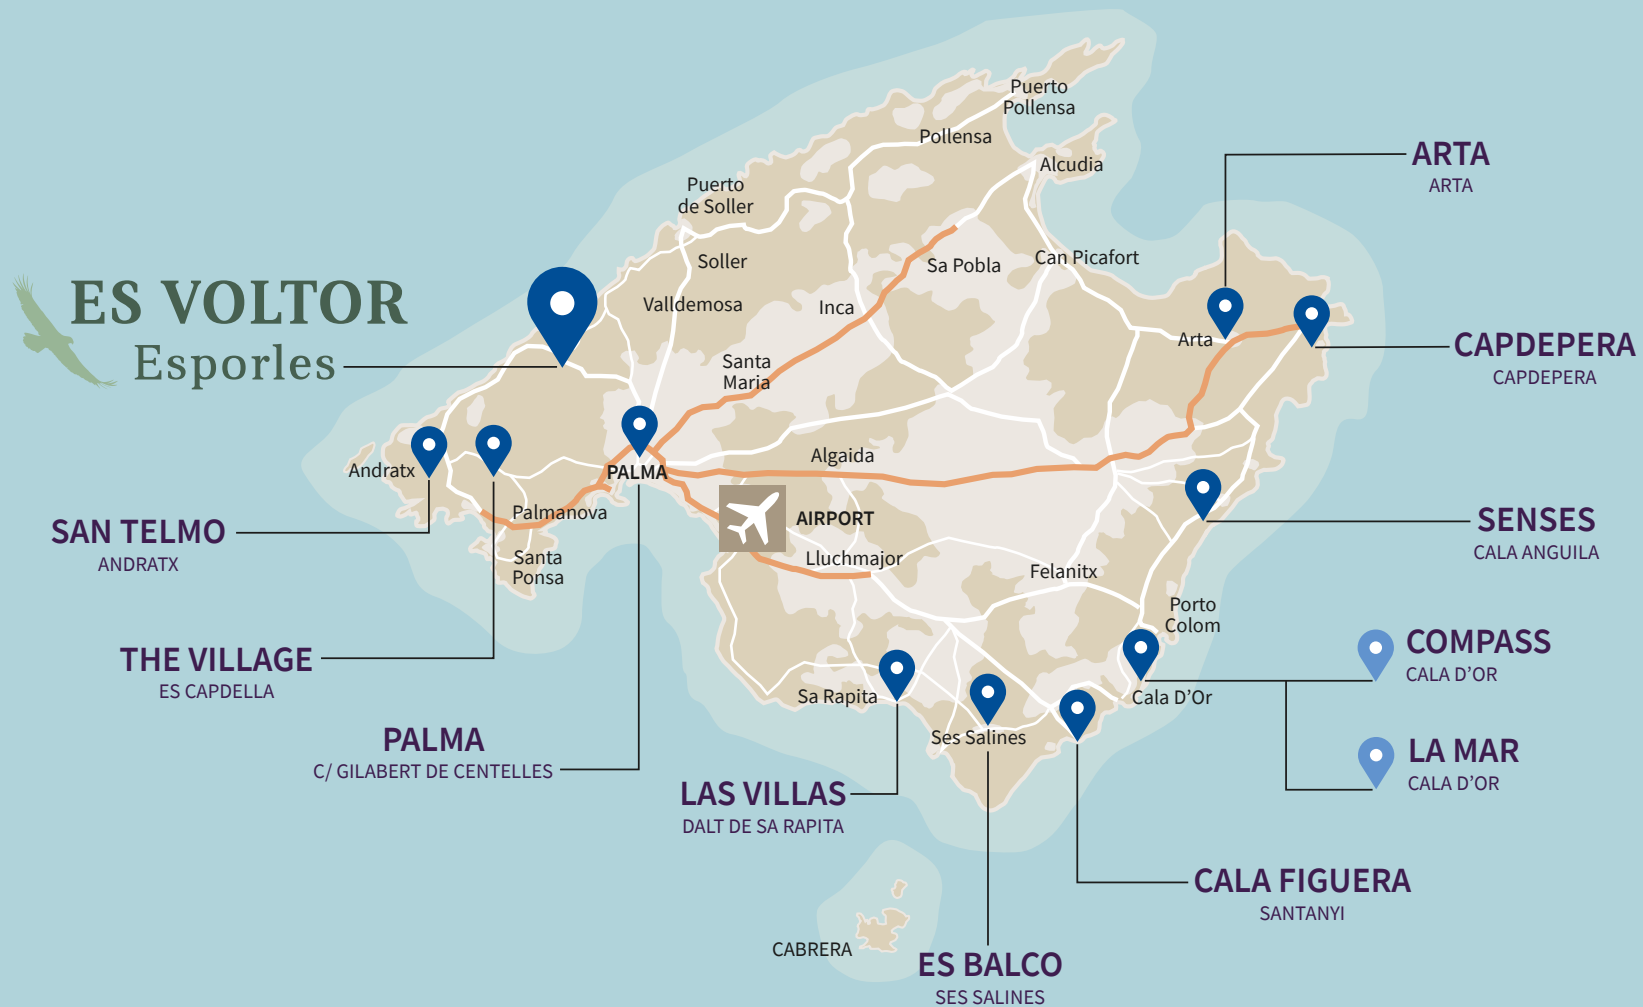 Puerto
Pollensa
Pollensa
Alcudia
ARTA
ARTA
Puerto
de Soller
Soller
Sa Pobla
Can Picafort
ES VOLTOR
Esporles
Valldemosa
Inca
Arta
CAPDEPERA
CAPDEPERA
Santa
Maria
Andratx
PALMA
Algaida
SAN TELMO
ANDRATX
Palmanova
AIRPORT
SENSES
CALA ANGUILA
Santa
Ponsa
Lluchmajor
Felanitx
Porto
Colom
THE VILLAGE
ES CAPDELLA
COMPASS
CALA D'OR
Sa Rapita
Cala D'Or
Ses Salines
PALMA
C/ GILABERT DE CENTELLES
LA MAR
CALA D'OR
LAS VILLAS
DALT DE SA RAPITA
CALA FIGUERA
SANTANYI
CABRERA
ES BALCO
SES SALINES